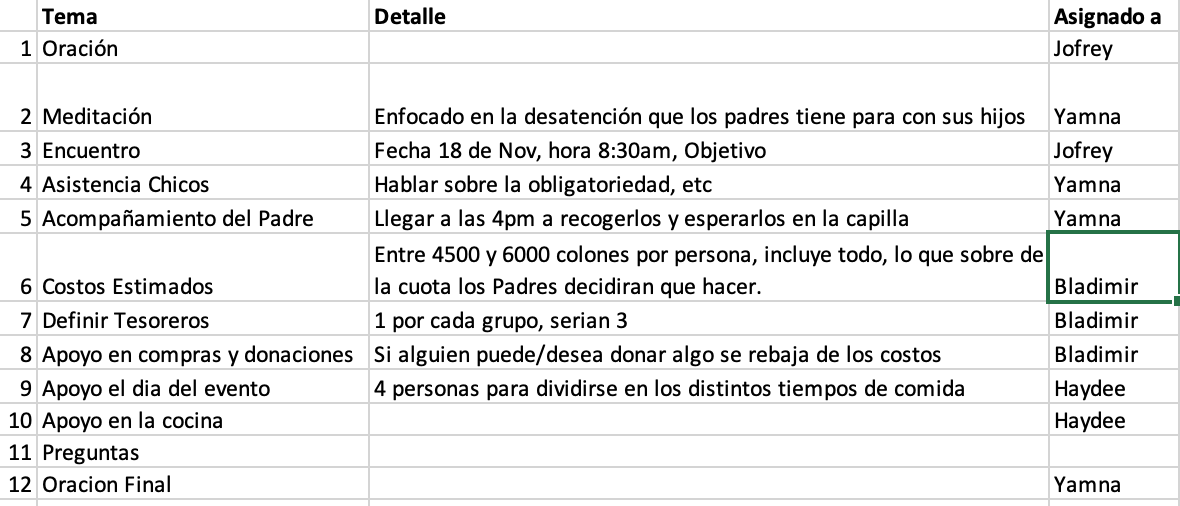 Tema Detalle Asignado a
1 Oración Jofrey
2 Meditación Enfocado en la desatención que los padres tiene para con sus hijos Yamna
3 Encuentro Fecha 18 de Nov, hora 8:30am, Objetivo Jofrey
4 Asistencia Chicos Hablar sobre la obligatoriedad, etc Yamna
5 Acompañamiento del Padre Llegar a las 4pm a recogerlos y esperarlos en la capilla Yamna
Entre 4500 y 6000 colones por persona, incluye todo, lo que sobre de
6 Costos Estimados la cuota los Padres decidiran que hacer. Bladimir
7 Definir Tesoreros 1 por cada grupo, serian 3 Bladimir
8 Apoyo en compras y donaciones Si alguien puede/desea donar algo se rebaja de los costos Bladimir
9 Apoyo el dia del evento 4 personas para dividirse en los distintos tiempos de comida Haydee
10 Apoyo en la cocina Haydee
11 Preguntas
12 Oracion Final Yamna